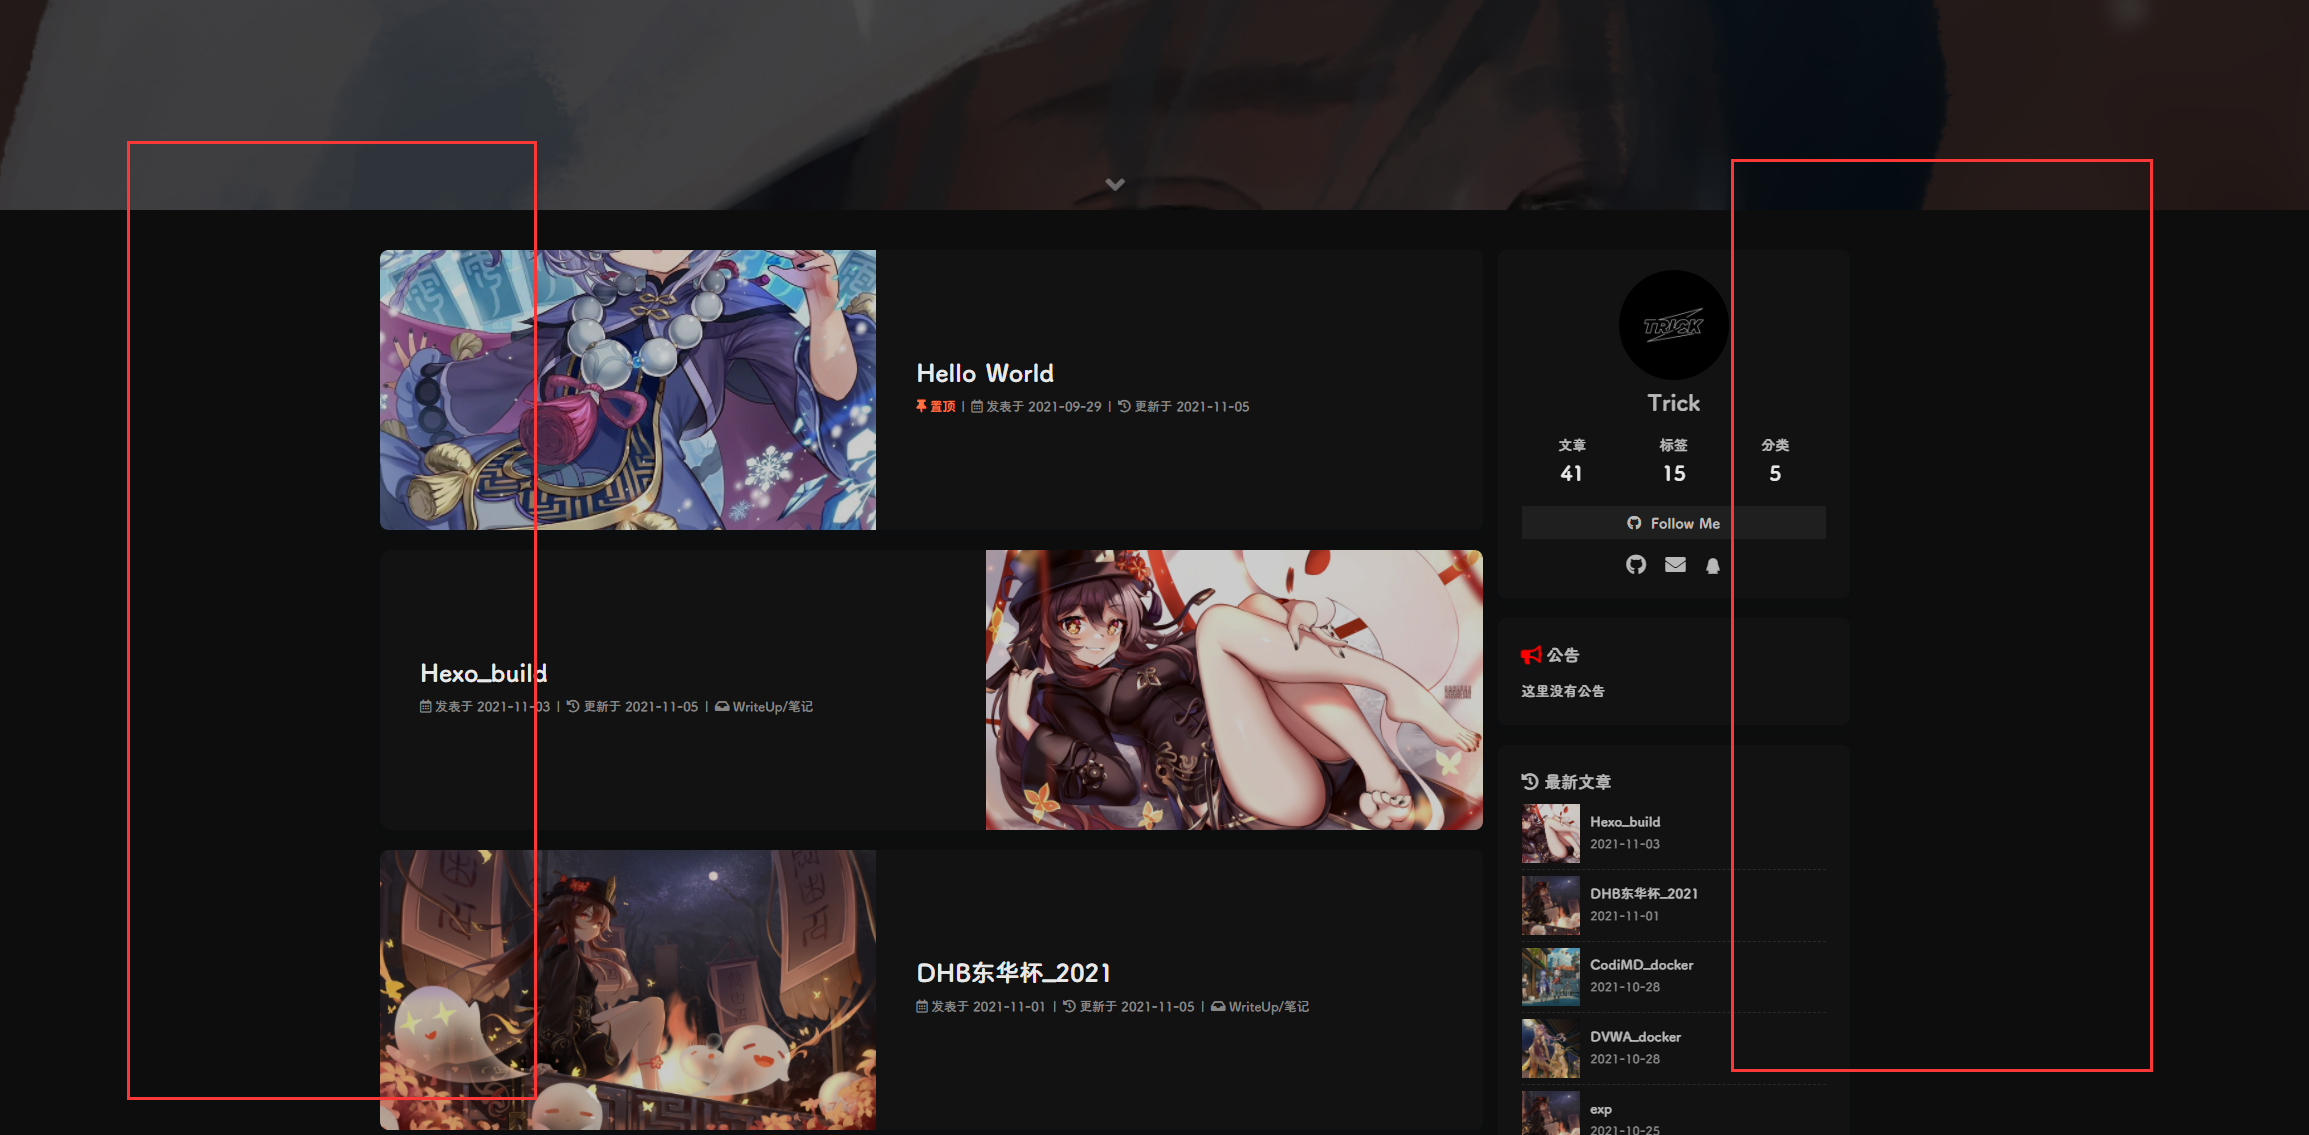 Hello World
置顶 | 发表于 2021-09-29 | 更新于 2021-11-05
Hexo_build
发表于 2021-11-03 | 更新于 2021-11-05 | WriteUp/笔记
DHB东华杯_2021
发表于 2021-11-01 | 更新于 2021-11-05 | WriteUp/笔记
TRICK
Trick
文章 标签 分类
41 15 5
Follow Me
公告
这里没有公告
最新文章
Hexo_build
2021-11-03
DHB东华杯_2021
2021-11-01
CodiMD_docker
2021-10-28
DVWA_docker
2021-10-28
exp
2021-10-25